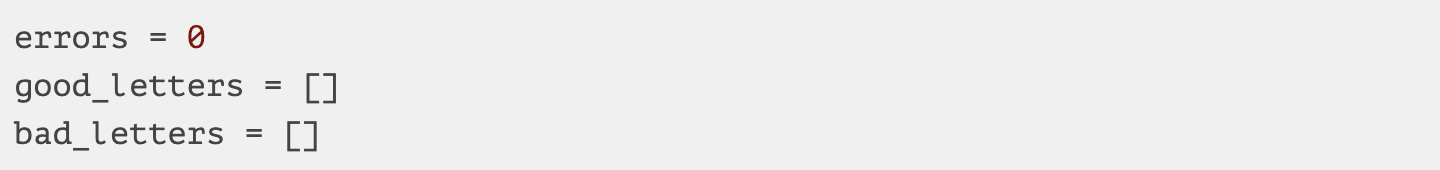 errors = 0
good_letters = []
bad_letters = []